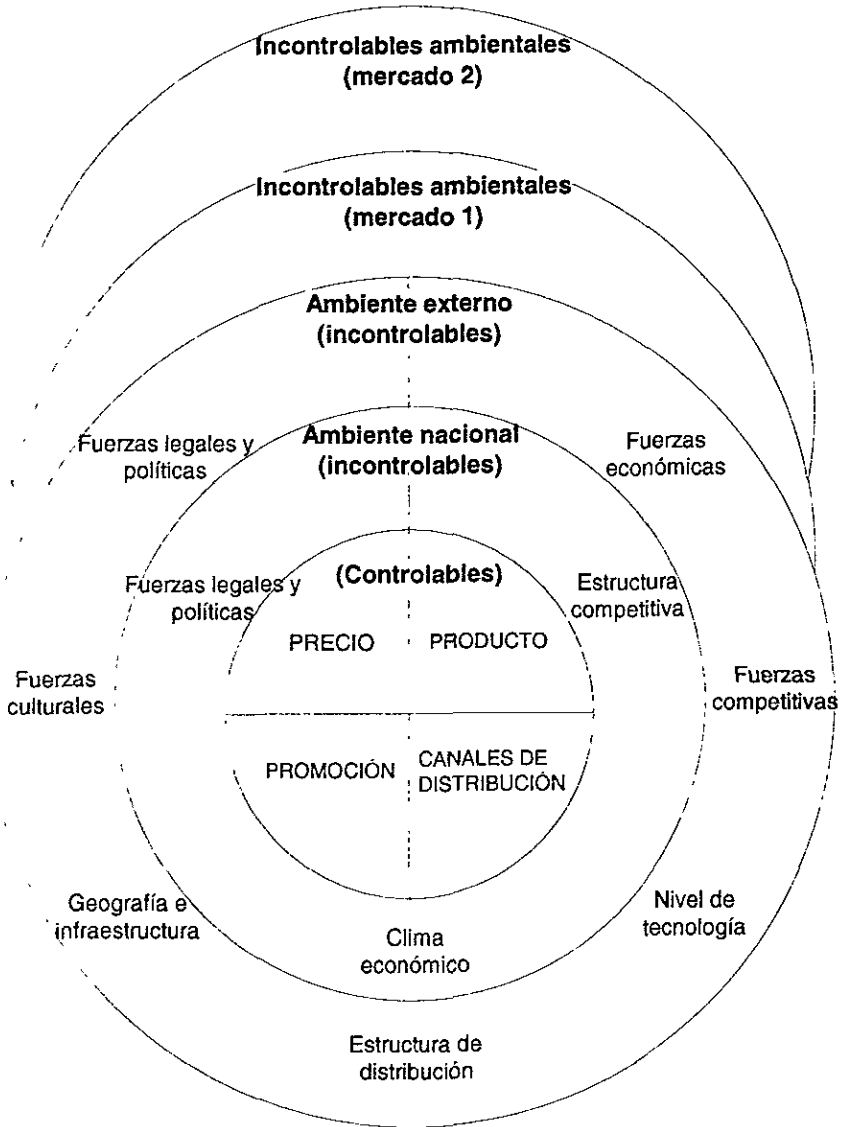 Incontrolables ambientales
(mercado 2)
Incontrolables ambientales
(mercado 1)
Ambiente externo
(incontrolables)
Fuerzas legales y
políticas
Ambiente nacional
(incontrolables)
Fuerzas
económicas
Fuerzas legales y
políticas
(Controlables)
Estructura
competitiva
PRECIO
PRODUCTO
Fuerzas
culturales
Fuerzas
competitivas
PROMOCIÓN
CANALES DE
DISTRIBUCIÓN
Geografía e
infraestructura
Clima
económico
Nivel de
tecnología
Estructura de
distribución